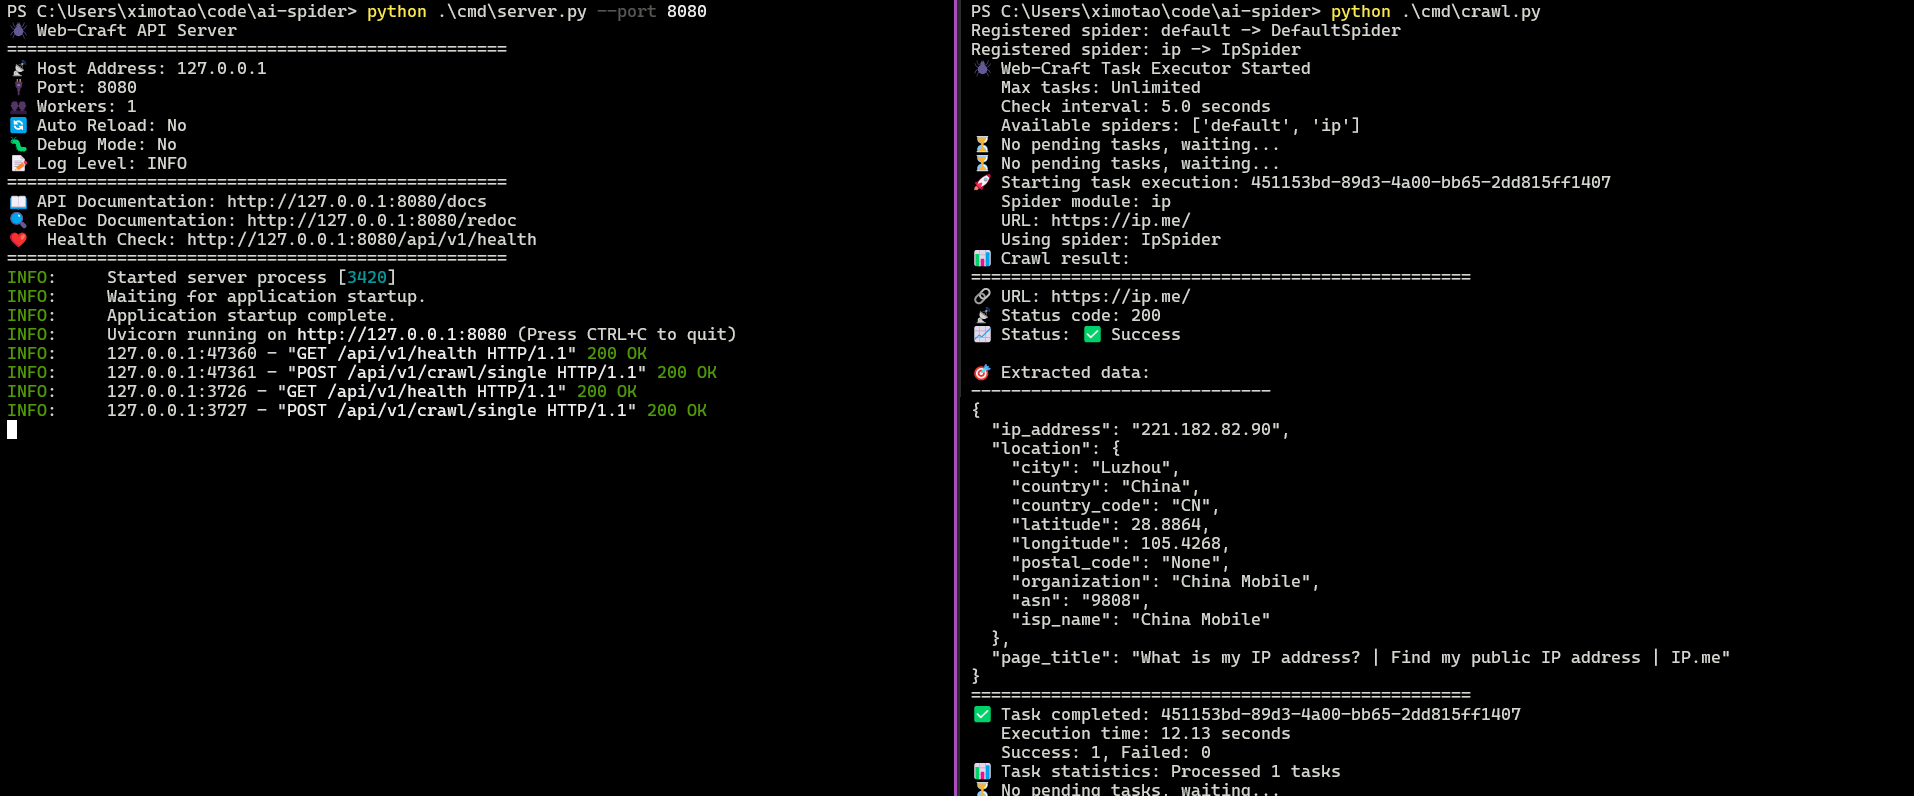 PS C:\Users\ximotao\code\ai-spider> python .\cmd\server.py --port 8080
Web-Craft API Server
==================================================
Host Address: 127.0.0.1
Port: 8080
Workers: 1
Auto Reload: No
Debug Mode: No
Log Level: INFO
==================================================
API Documentation: http://127.0.0.1:8080/docs
ReDoc Documentation: http://127.0.0.1:8080/redoc
Health Check: http://127.0.0.1:8080/api/v1/health
==================================================
INFO:     Started server process [3420]
INFO:     Waiting for application startup.
INFO:     Application startup complete.
INFO:     Uvicorn running on http://127.0.0.1:8080 (Press CTRL+C to quit)
INFO:     127.0.0.1:47360 - "GET /api/v1/health HTTP/1.1" 200 OK
INFO:     127.0.0.1:47361 - "POST /api/v1/crawl/single HTTP/1.1" 200 OK
INFO:     127.0.0.1:3726 - "GET /api/v1/health HTTP/1.1" 200 OK
INFO:     127.0.0.1:3727 - "POST /api/v1/crawl/single HTTP/1.1" 200 OK
PS C:\Users\ximotao\code\ai-spider> python .\cmd\crawl.py
Registered spider: default -> DefaultSpider
Registered spider: ip -> IpSpider
Web-Craft Task Executor Started
Max tasks: Unlimited
Check interval: 5.0 seconds
Available spiders: ['default', 'ip']
No pending tasks, waiting...
No pending tasks, waiting...
Starting task execution: 451153bd-89d3-4a00-bb65-2dd815ff1407
Spider module: ip
URL: https://ip.me/
Using spider: IpSpider
Crawl result:
==================================================
URL: https://ip.me/
Status code: 200
Status: ✅ Success
Extracted data:
------------------------------
{
  "ip_address": "221.182.82.90",
  "location": {
    "city": "Luzhou",
    "country": "China",
    "country_code": "CN",
    "latitude": 28.8864,
    "longitude": 105.4268,
    "postal_code": "None",
    "organization": "China Mobile",
    "asn": "9808",
    "isp_name": "China Mobile"
  },
  "page_title": "What is my IP address? | Find my public IP address | IP.me"
}
==================================================
✅ Task completed: 451153bd-89d3-4a00-bb65-2dd815ff1407
Execution time: 12.13 seconds
Success: 1, Failed: 0
Task statistics: Processed 1 tasks
No pending tasks, waiting...